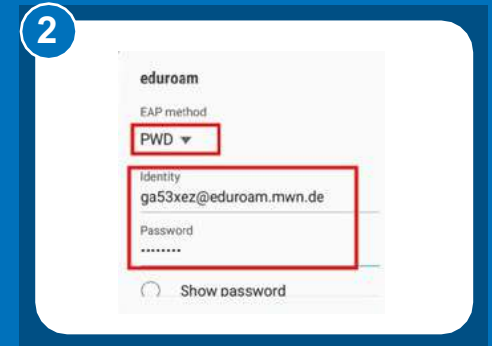 2
eduroam
EAP method
PWD
Identity
ga53xez@eduroam.mwn.de
Password
........
Show password